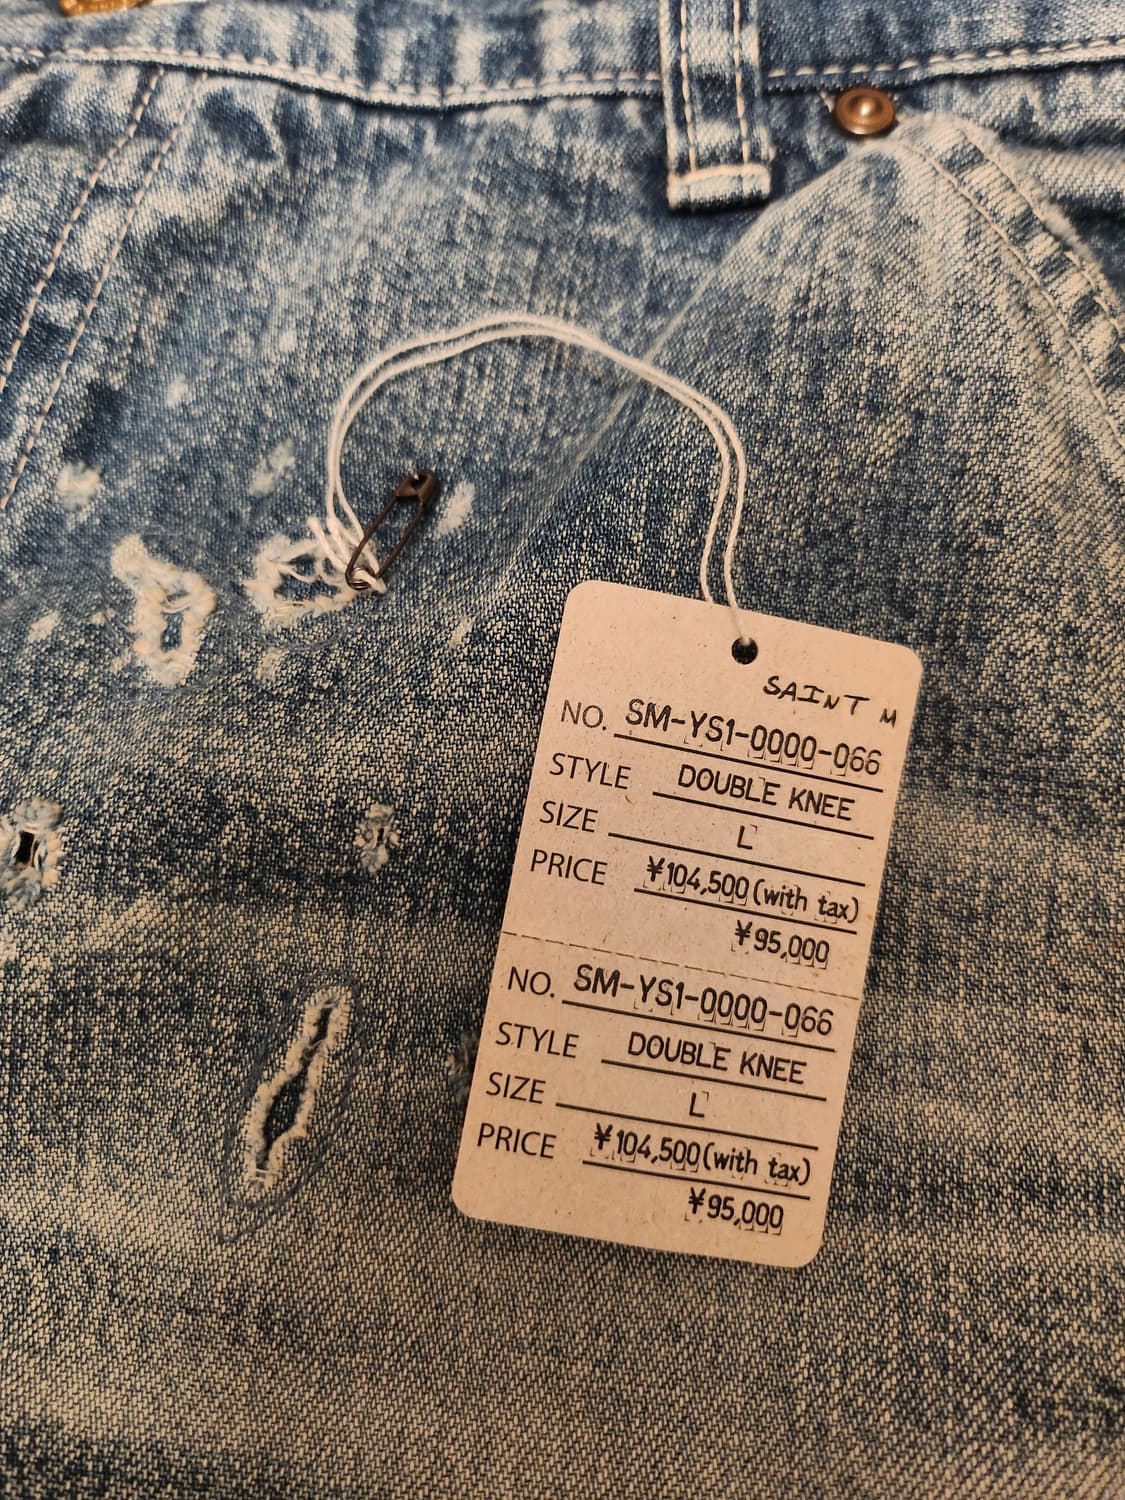 SAINT M
NO. SM-YS1-0000-066
STYLE DOUBLE KNEE
SIZE L
PRICE ¥104,500(with tax)
¥95,000
NO. SM-YS1-0000-066
STYLE DOUBLE KNEE
SIZE L
PRICE ¥104,500(with tax)
¥95,000